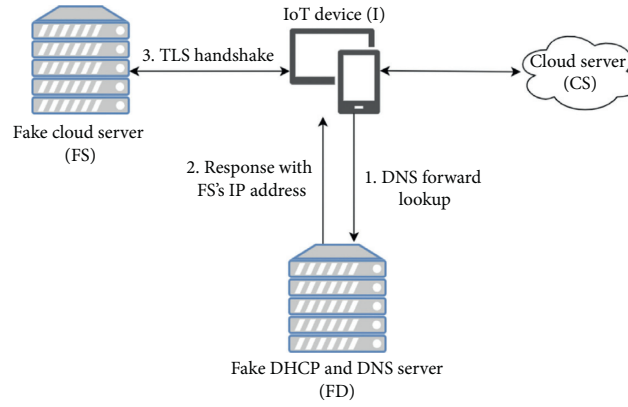 IoT device (I)
3. TLS handshake
Cloud server
(CS)
Fake cloud server
(FS)
2. Response with
FS's IP address
1. DNS forward
lookup
Fake DHCP and DNS server
(FD)